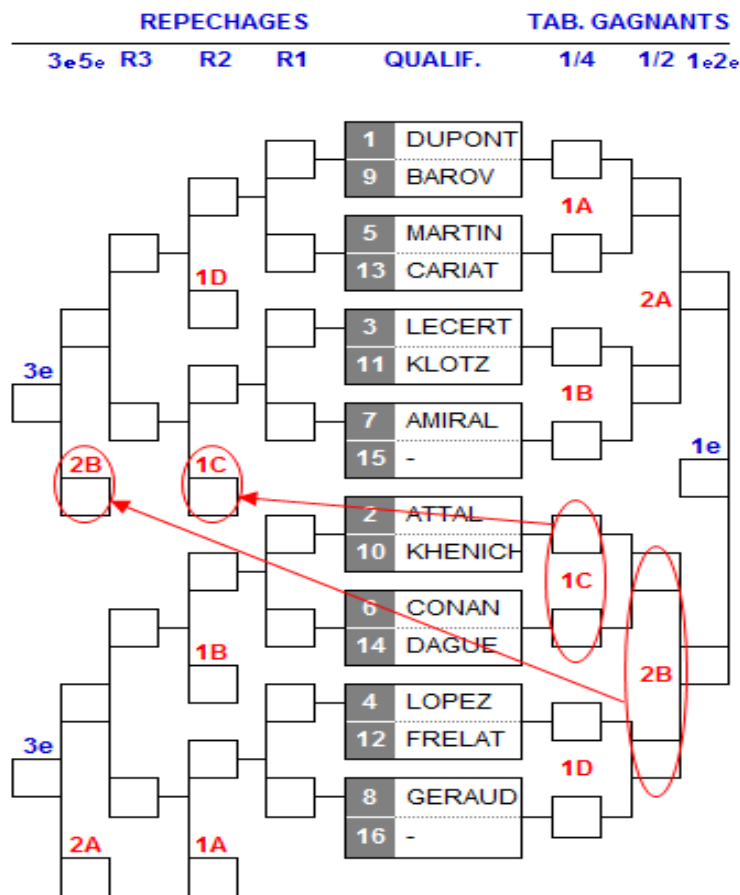 REPECHAGES TAB. GAGNANTS
3e5e R3 R2 R1 QUALIF. 1/4 1/2 1e2e
1 DUPONT
9 BAROV
1A
5 MARTIN
13 CARIAT
1D
2A
3 LECERT
11 KLOTZ
3e
1B
7 AMIRAL
15 -
1e
2B 1C
2 ATTAL
10 KHENICH
1C
6 CONAN
14 DAGUE
1B
2B
4 LOPEZ
12 FRELAT
3e
1D
8 GERAUD
16 -
2A 1A